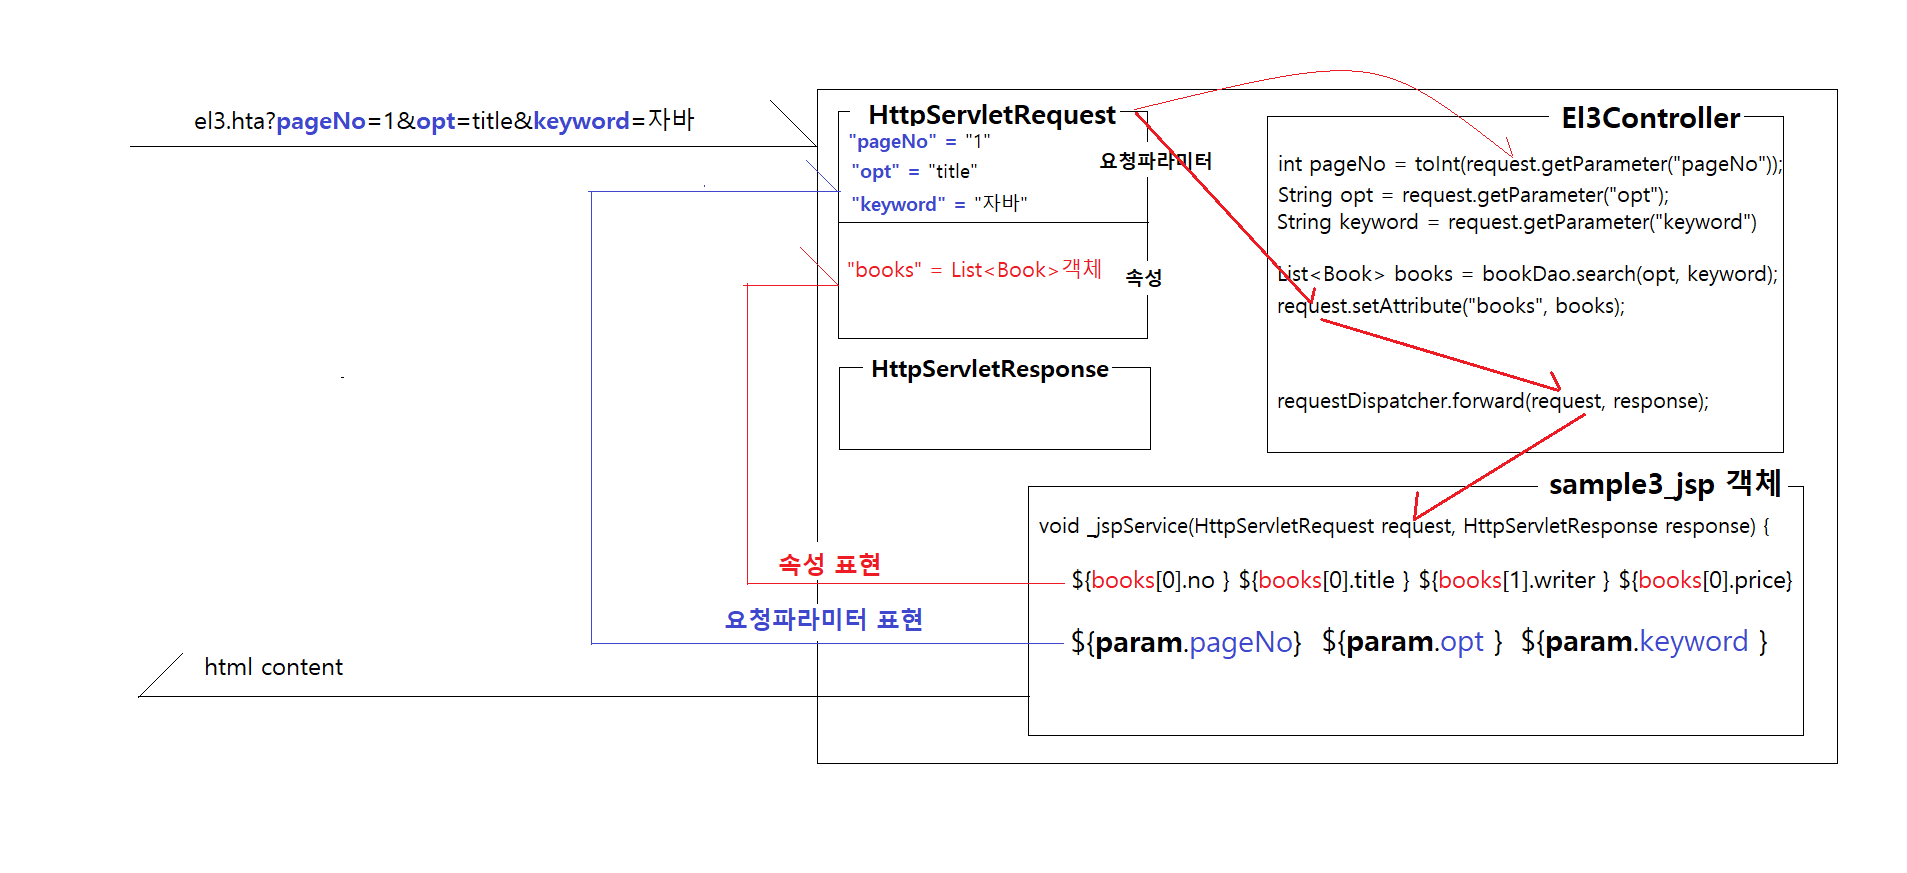 el3.hta?pageNo=1&opt=title&keyword=자바
HttpServletRequest
"pageNo" = "1"
"opt" = "title"
"keyword" = "자바"
요청파라미터
"books" = List<Book>객체
속성
HttpServletResponse
El3Controller
int pageNo = toInt(request.getParameter("pageNo"));
String opt = request.getParameter("opt");
String keyword = request.getParameter("keyword")
List<Book> books = bookDao.search(opt, keyword);
request.setAttribute("books", books);
requestDispatcher.forward(request, response);
sample3_jsp 객체
void _jspService(HttpServletRequest request, HttpServletResponse response) {
속성 표현
${books[0].no } ${books[0].title } ${books[1].writer } ${books[0].price}
요청파라미터 표현
${param.pageNo} ${param.opt } ${param.keyword }
html content